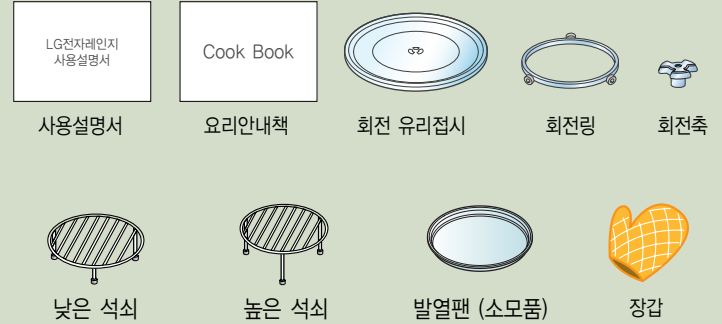 LG전자레인지
사용설명서
Cook Book
사용설명서
요리안내책
회전 유리접시
회전링
회전축
낮은 석쇠
높은 석쇠
발열팬 (소모품)
장갑